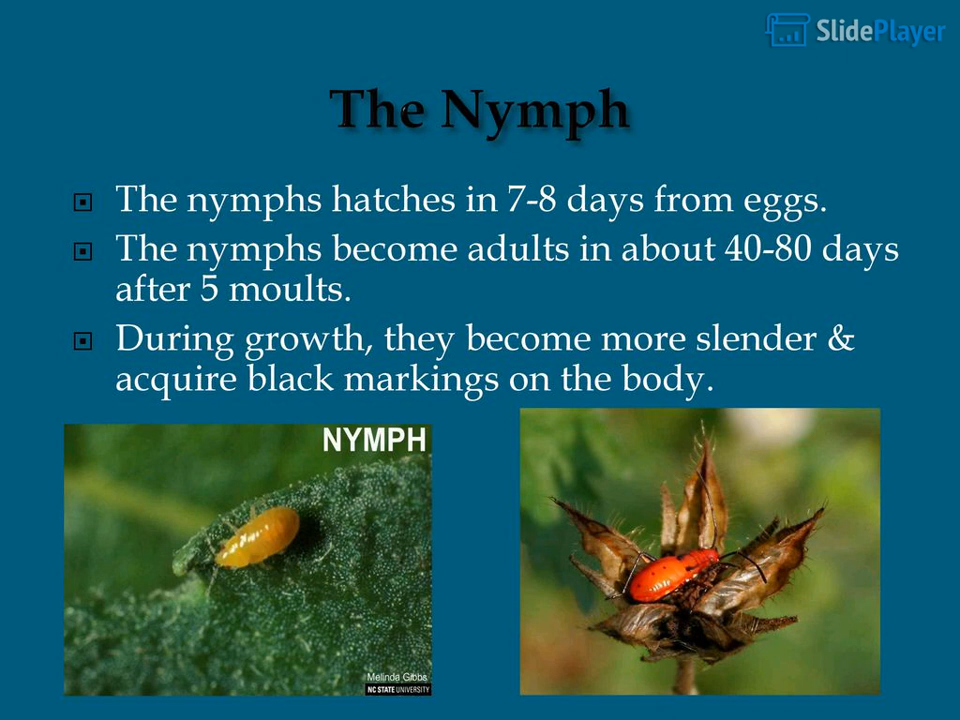 SlidePlayer
The Nymph
The nymphs hatches in 7-8 days from eggs.
The nymphs become adults in about 40-80 days
after 5 moults.
During growth, they become more slender &
acquire black markings on the body.
NYMPH
Melinda Gibbs
NC STATE UNIVERSITY